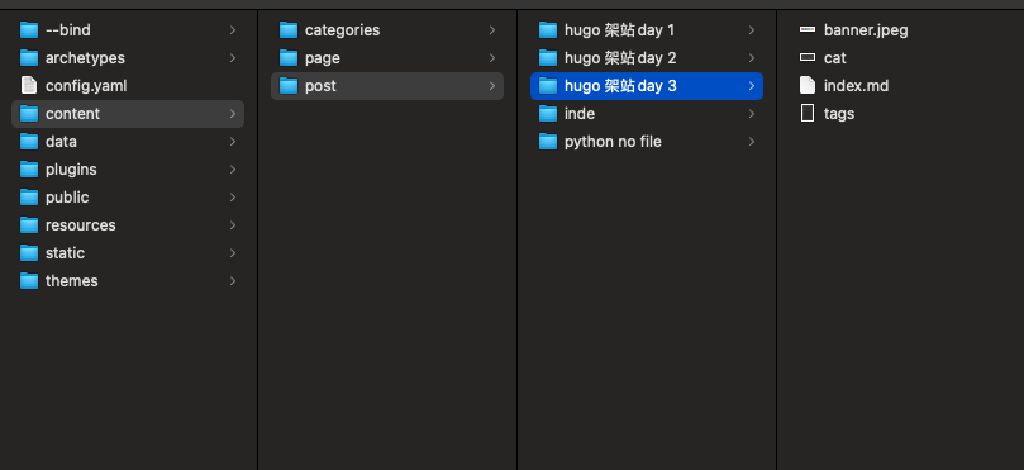 --bind
archetypes
config.yaml
content
data
plugins
public
resources
static
themes
categories
page
post
hugo 架站 day 1
hugo 架站 day 2
hugo 架站 day 3
inde
python no file
banner.jpeg
cat
index.md
tags